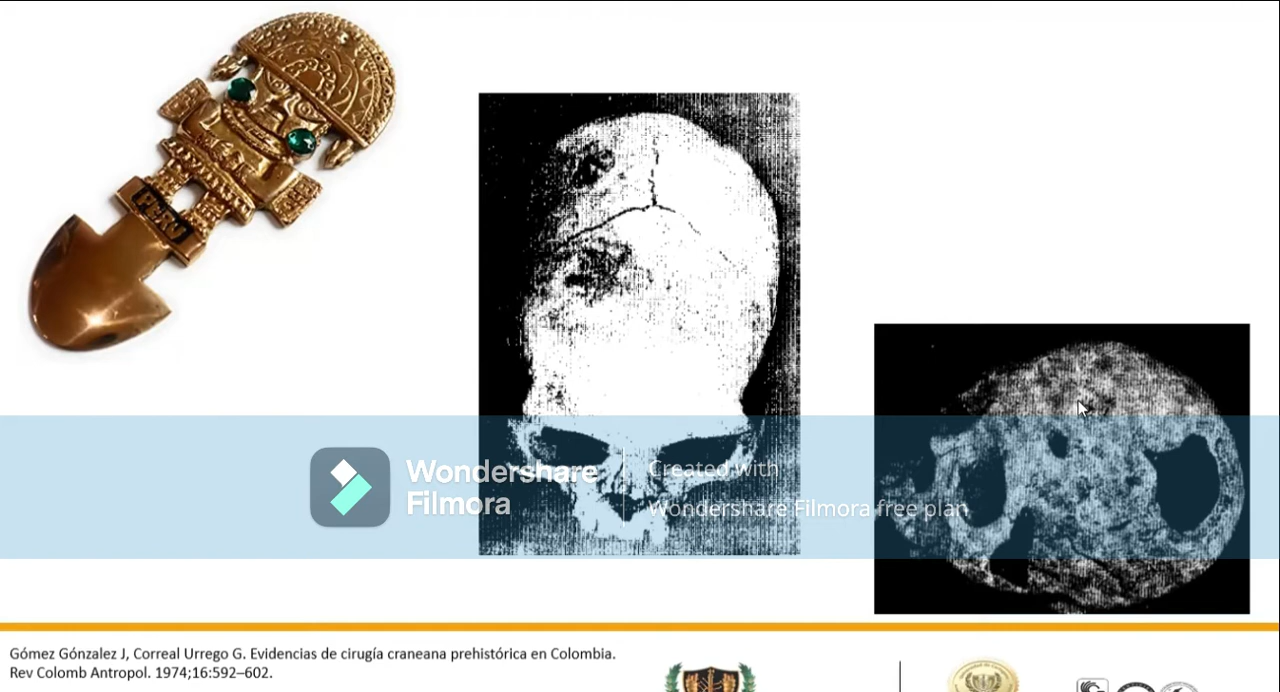 PERU
Wondershare
Filmora
Created with
Wondershare Filmora free plan
Gómez Gónzalez J, Correal Urrego G. Evidencias de cirugía craneana prehistórica en Colombia.
Rev Colomb Antropol. 1974;16:592–602.